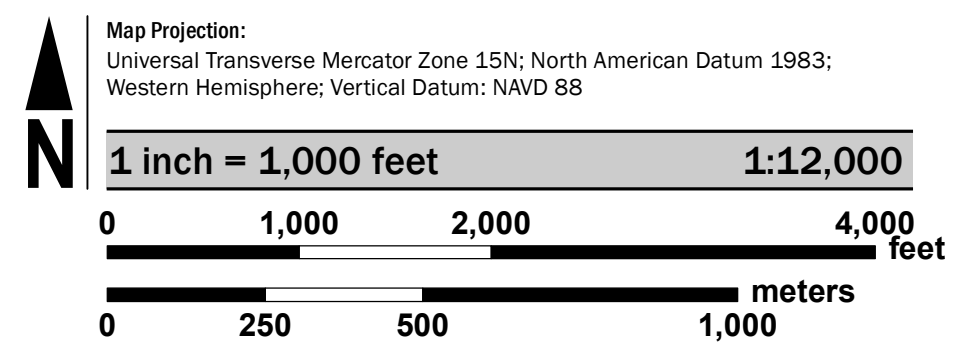 Map Projection:
Universal Transverse Mercator Zone 15N; North American Datum 1983;
Western Hemisphere; Vertical Datum: NAVD 88
N
1 inch = 1,000 feet 1:12,000
0 1,000 2,000 4,000
feet
meters
0 250 500 1,000